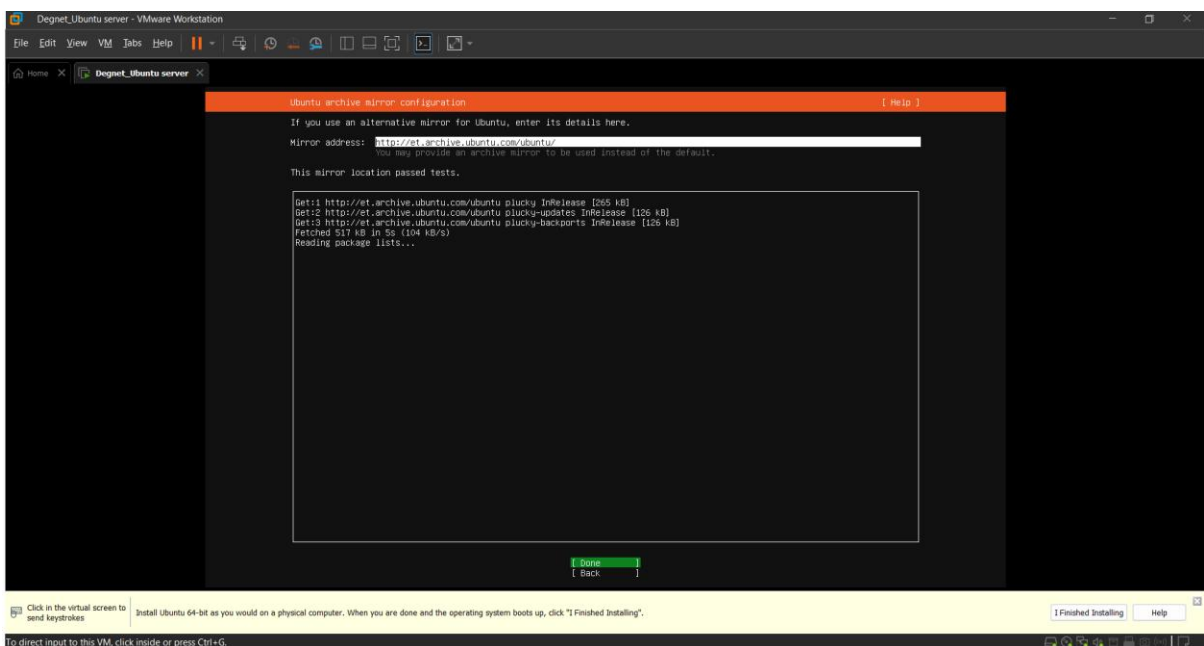 Degnet_Ubuntu server - VMware Workstation
File Edit View VM Tabs Help
Home Degnet_Ubuntu server
Ubuntu archive mirror configuration [ Help ]
If you use an alternative mirror for Ubuntu, enter its details here.
Mirror address: http://et.archive.ubuntu.com/ubuntu/
You may provide an archive mirror to be used instead of the default.
This mirror location passed tests.
Get:1 http://et.archive.ubuntu.com/ubuntu plucky InRelease [265 kB]
Get:2 http://et.archive.ubuntu.com/ubuntu plucky-updates InRelease [126 kB]
Get:3 http://et.archive.ubuntu.com/ubuntu plucky-backports InRelease [126 kB]
Fetched 517 kB in 5s (104 kB/s)
Reading package lists...
[ Done ]
[ Back ]
Click in the virtual screen to
send keystrokes
Install Ubuntu 64-bit as you would on a physical computer. When you are done and the operating system boots up, click "I Finished Installing".
I Finished Installing Help
To direct input to this VM, click inside or press Ctrl+G.